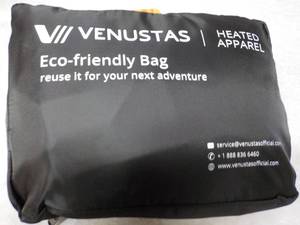 VENUSTAS | HEATED
APPAREL
Eco-friendly Bag
reuse it for your next adventure
service@venustasofficial.com
+ 1 888 836 6460
www.venustasofficial.com